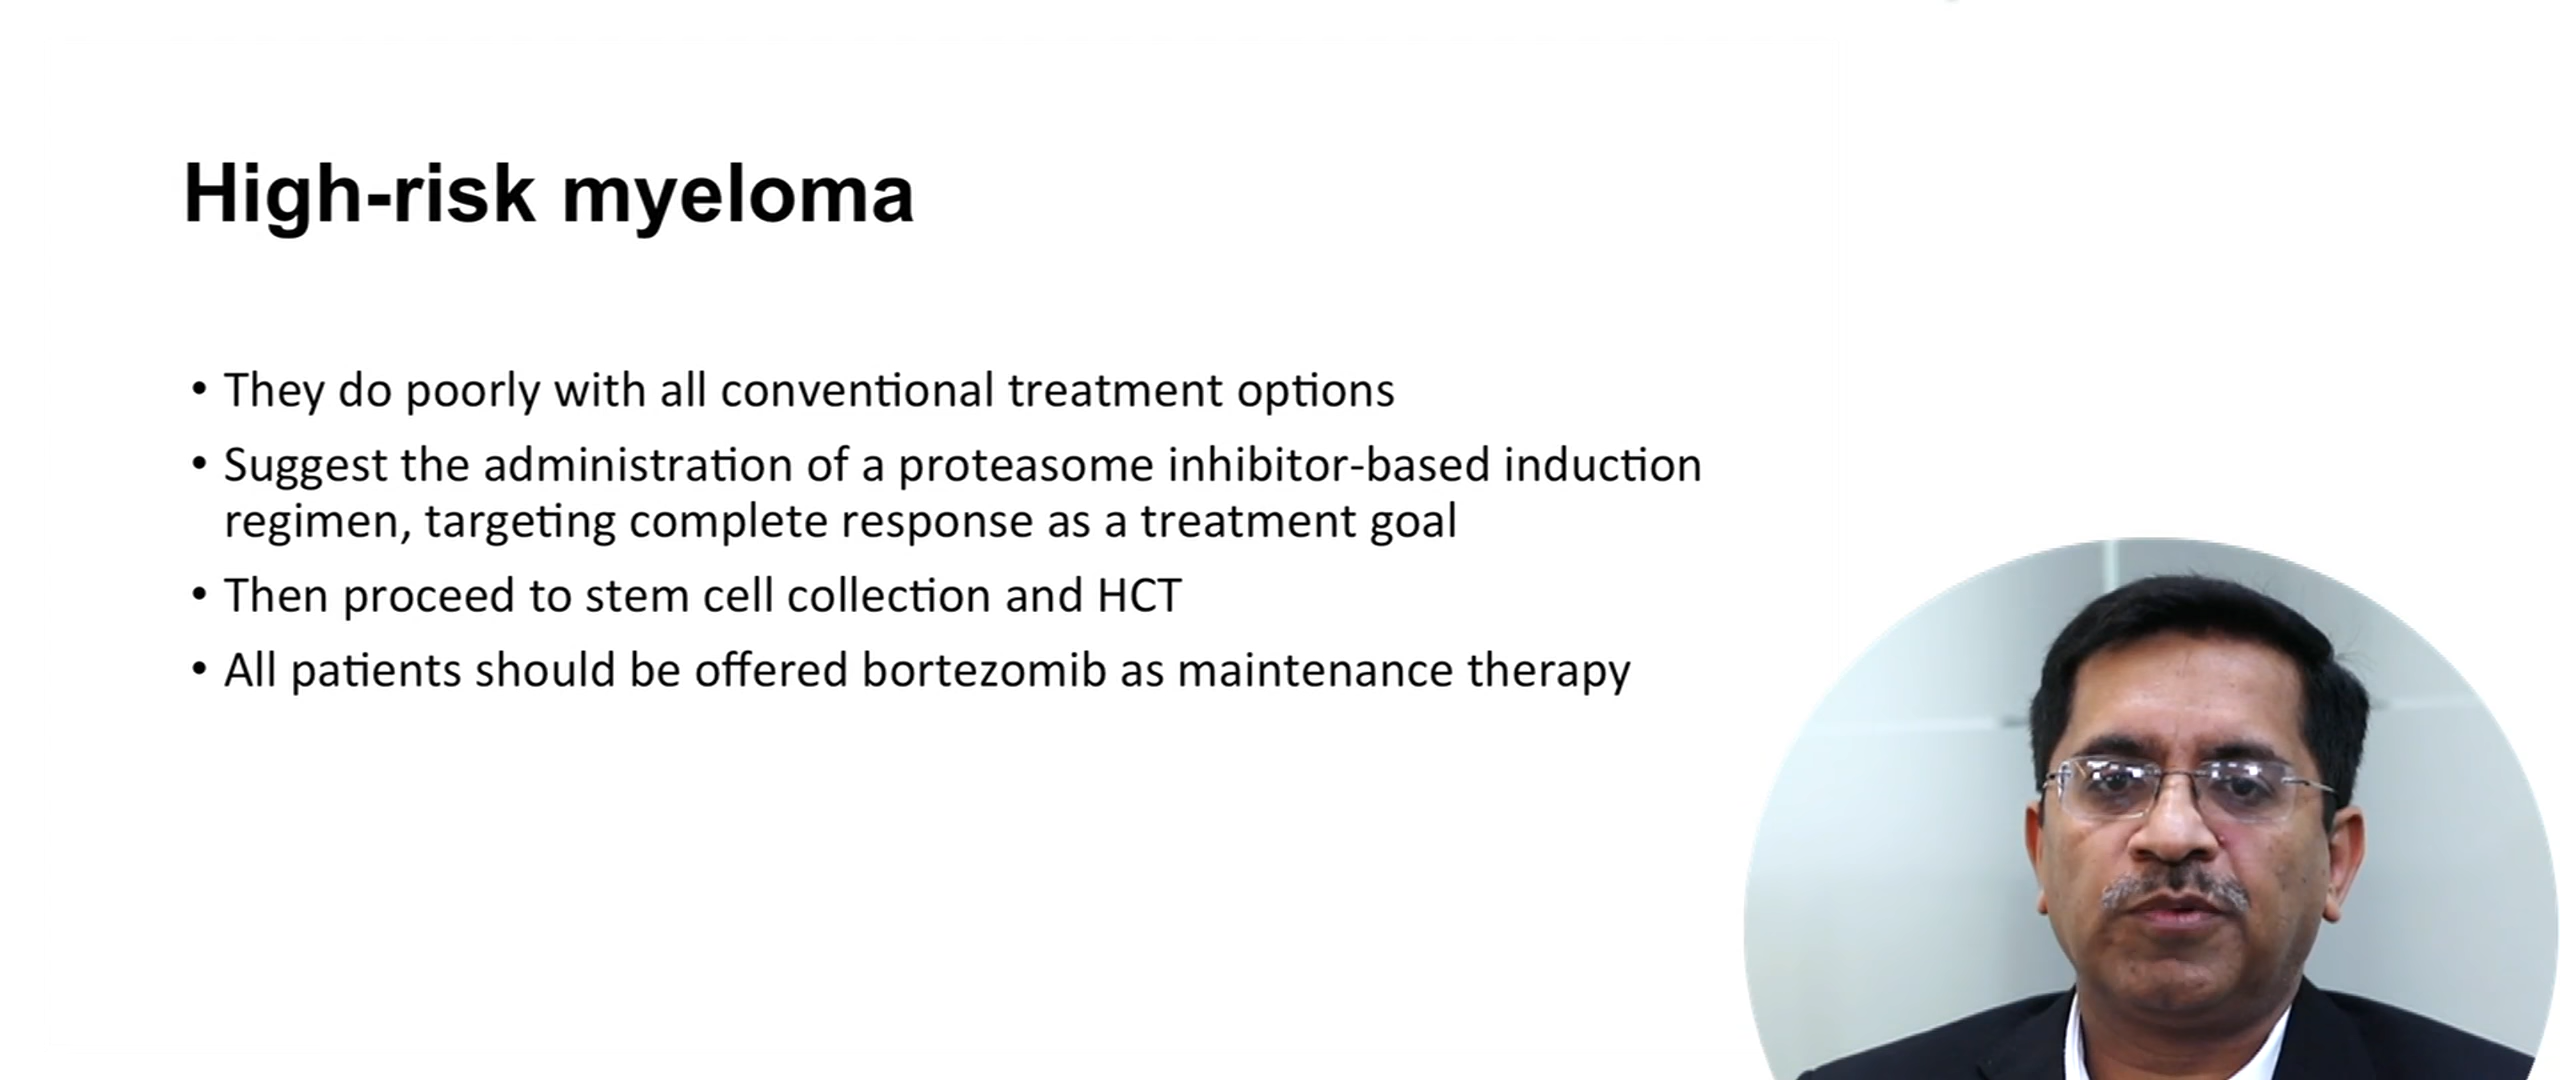 High-risk myeloma
• They do poorly with all conventional treatment options
• Suggest the administration of a proteasome inhibitor-based induction
regimen, targeting complete response as a treatment goal
• Then proceed to stem cell collection and HCT
• All patients should be offered bortezomib as maintenance therapy